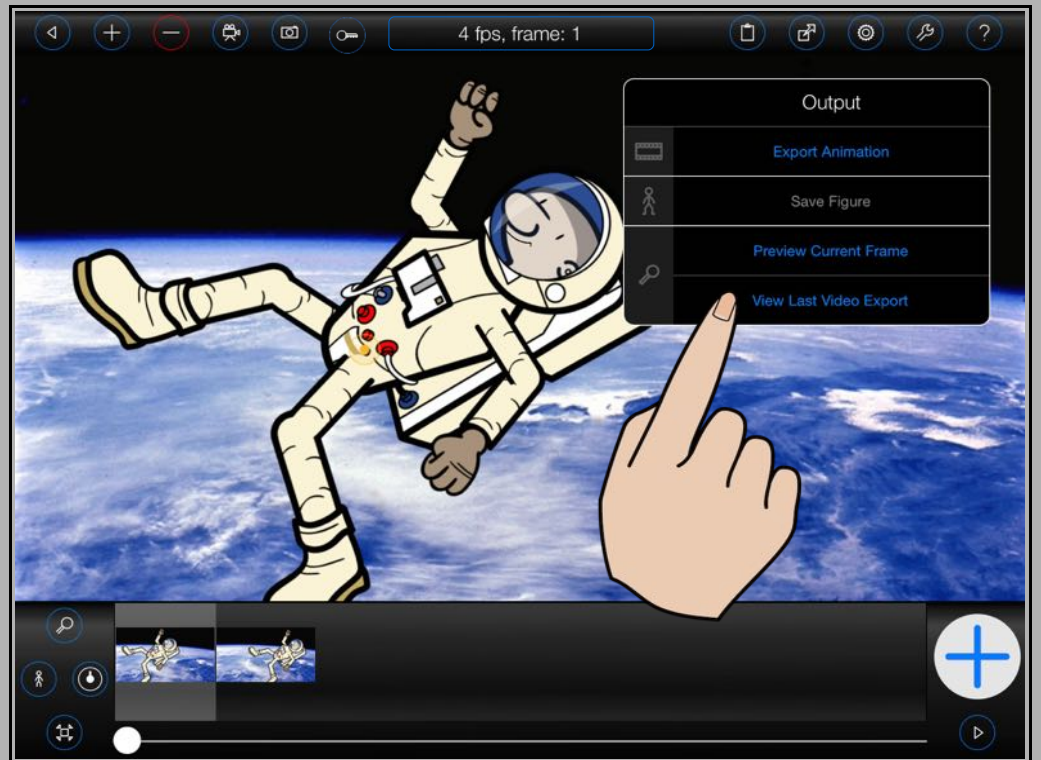 4 fps, frame: 1
?
Output
Export Animation
Save Figure
Preview Current Frame
View Last Video Export